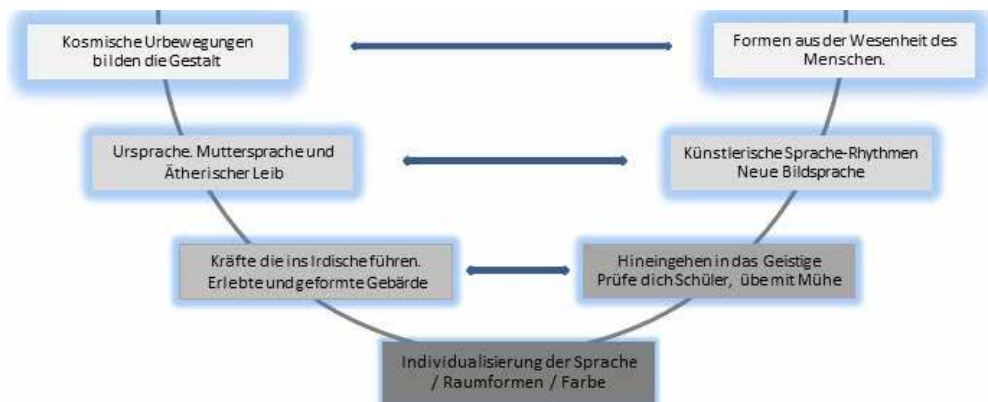 Kosmische Urbewegungen
bilden die Gestalt
Formen aus der Wesenheit des
Menschen.
Ursprache. Muttersprache und
Ätherischer Leib
Künstlerische Sprache-Rhythmen
Neue Bildsprache
Kräfte die ins Irdische führen.
Erlebte und geformte Gebärde
Hineingehen in das Geistige
Prüfe dich Schüler, übe mit Mühe
Individualisierung der Sprache
/ Raumformen / Farbe